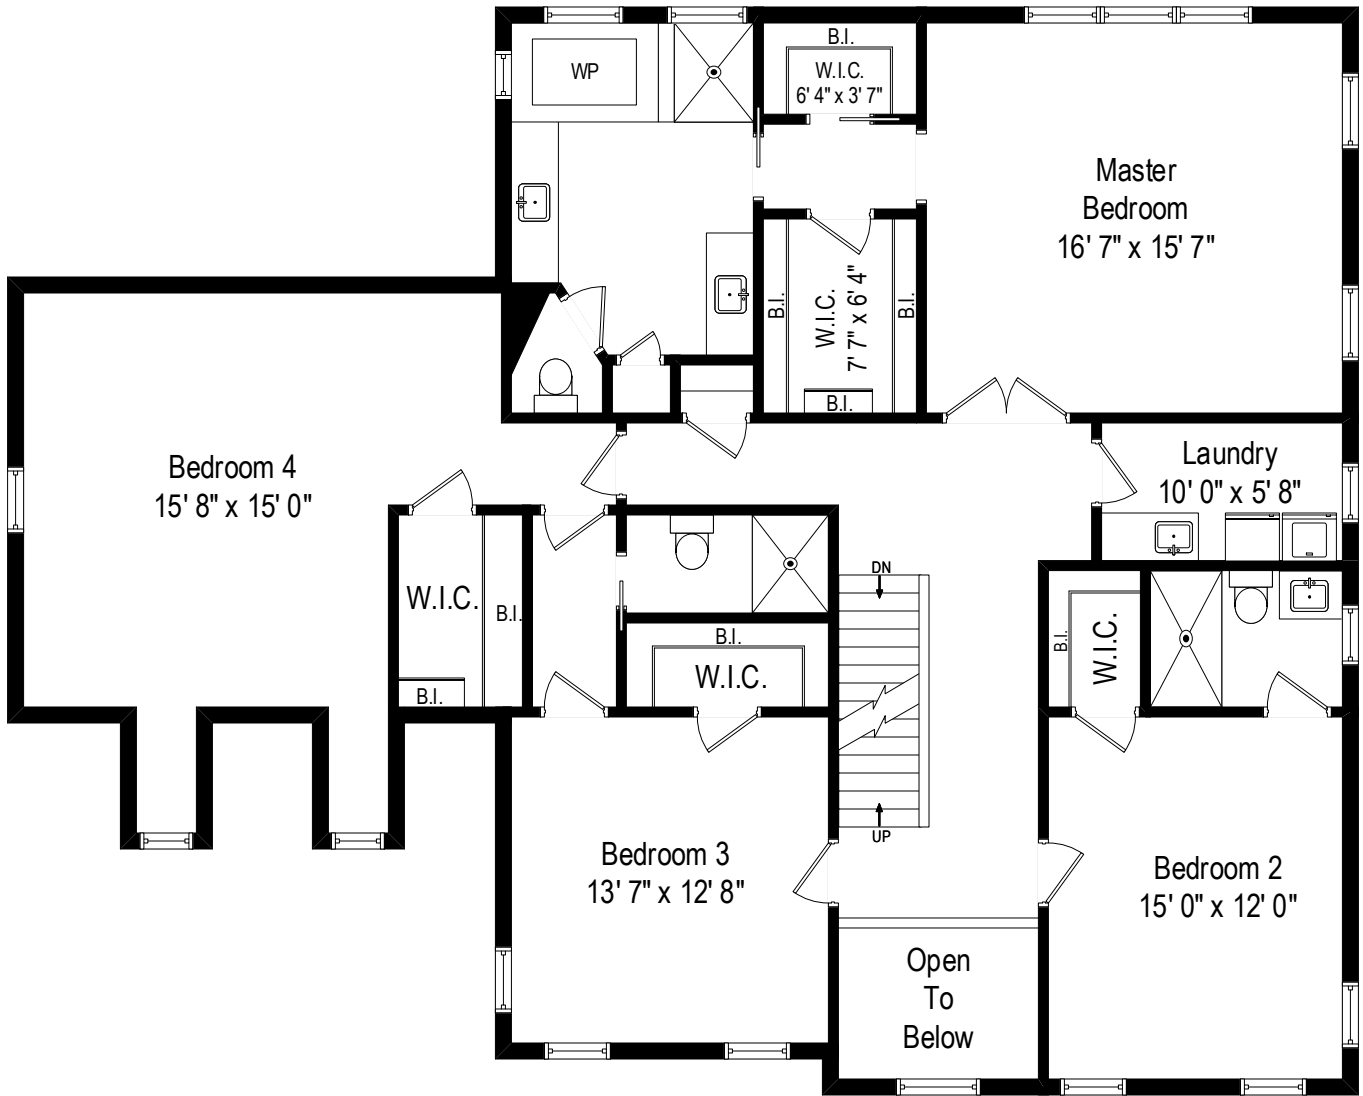 B.I.
WP
W.I.C.
6' 4" x 3' 7"
Master
Bedroom
16' 7" x 15' 7"
B.I.
W.I.C.
7' 7" x 6' 4"
B.I.
B.I.
Bedroom 4
15' 8" x 15' 0"
Laundry
10' 0" x 5' 8"
DN
W.I.C.
B.I.
B.I.
B.I.
W.I.C.
B.I.
W.I.C.
UP
Bedroom 3
13' 7" x 12' 8"
Bedroom 2
15' 0" x 12' 0"
Open
To
Below